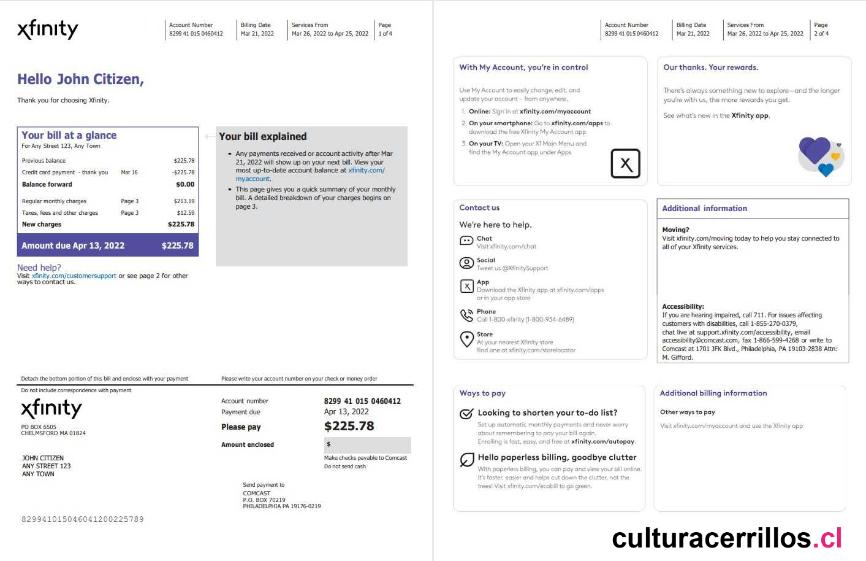 xfinity
Account Number
8299 41 015 0460412
Billing Date
Mar 21, 2022
Services From
Mar 26, 2022 to Apr 25, 2022
Page
1 of 4
Hello John Citizen,
Thank you for choosing Xfinity.
Your bill at a glance
For Any Street 123, Any Town
Previous balance $225.78
Credit card payment - thank you Mar 16 -$225.78
Balance forward $0.00
Regular monthly charges Page 3 $213.19
Taxes, fees and other charges Page 3 $12.59
New charges $225.78
Amount due Apr 13, 2022 $225.78
Need help?
Visit xfinity.com/customersupport or see page 2 for other
ways to contact us.
Your bill explained
• Any payments received or account activity after Mar
21, 2022 will show up on your next bill. View your
most up-to-date account balance at xfinity.com/
myaccount.
• This page gives you a quick summary of your monthly
bill. A detailed breakdown of your charges begins on
page 3.
Detach the bottom portion of this bill and enclose with your payment
Please write your account number on your check or money order
Do not include correspondence with payment
xfinity
PO BOX 6505
CHELMSFORD MA 01824
JOHN CITIZEN
ANY STREET 123
ANY TOWN
Account number 8299 41 015 0460412
Payment due Apr 13, 2022
Please pay $225.78
Amount enclosed $
Make checks payable to Comcast
Do not send cash
Send payment to
COMCAST
P.O. BOX 70219
PHILADELPHIA PA 19176-0219
829941015046041200225789
Account Number
8299 41 015 0460412
Billing Date
Mar 21, 2022
Services From
Mar 26, 2022 to Apr 25, 2022
Page
2 of 4
With My Account, you're in control
Use My Account to easily change, edit, and
update your account – from anywhere.
1. Online: Sign in at xfinity.com/myaccount
2. On your smartphone: Go to xfinity.com/apps to
download the free Xfinity My Account app.
3. On your TV: Open your X1 Main Menu and
find the My Account app under Apps
Our thanks. Your rewards.
There's always something new to explore—and the longer
you're with us, the more rewards you get.
See what's new in the Xfinity app.
Contact us
We're here to help.
Chat
Visit xfinity.com/chat
Social
Tweet us @XfinitySupport
App
Download the Xfinity app at xfinity.com/apps
or in your app store
Phone
Call 1-800-xfinity (1-800-934-6489)
Store
At your nearest Xfinity store
find one at xfinity.com/storelocator
Additional information
Moving?
Visit xfinity.com/moving today to help you stay connected to
all of your Xfinity services.
Accessibility:
If you are hearing impaired, call 711. For issues affecting
customers with disabilities, call 1-855-270-0379,
chat live at support.xfinity.com/accessibility, email
accessibility@comcast.com, fax 1-866-599-4268 or write to
Comcast at 1701 JFK Blvd., Philadelphia, PA 19103-2838 Attn:
M. Gifford.
Ways to pay
Looking to shorten your to-do list?
Set up automatic monthly payments and never worry
about remembering to pay your bill again.
Enrolling is fast, easy, and free at xfinity.com/autopay.
Hello paperless billing, goodbye clutter
With paperless billing, you can pay and view your bill online.
It's faster, easier and helps cut down the clutter, not the
trees! Visit xfinity.com/ecobill to go green.
Additional billing information
Other ways to pay
Visit xfinity.com/myaccount and use the Xfinity app
culturacerrillos.cl